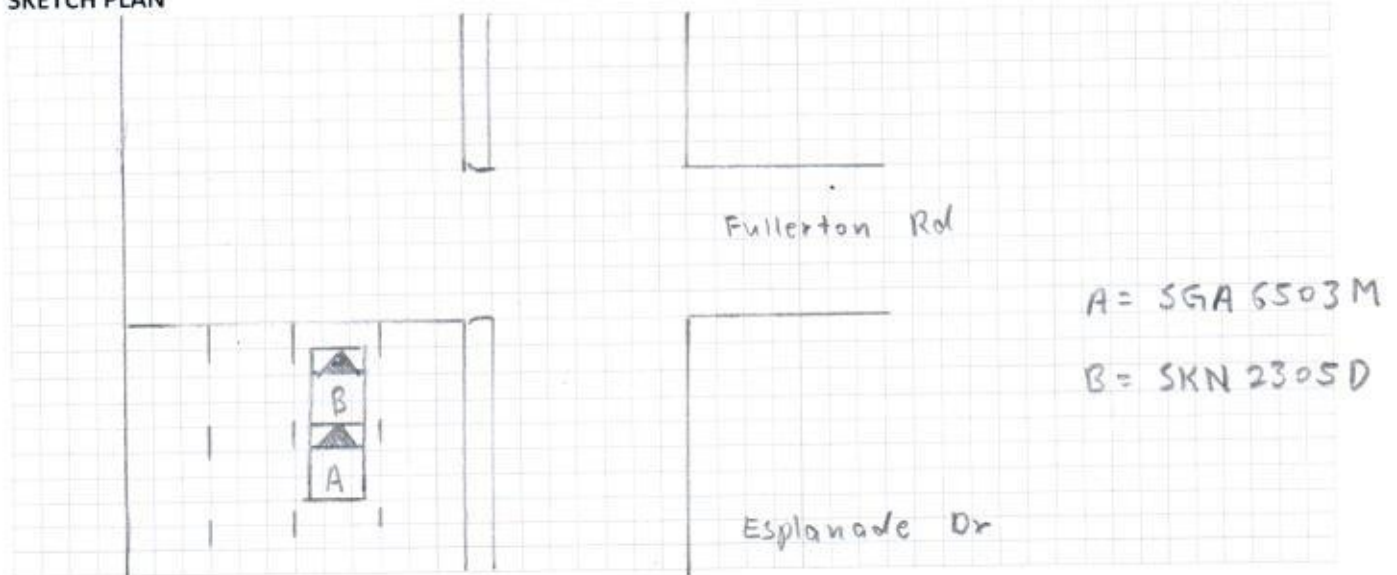 SKETCH PLAN
Fullerton Rd
A = SGA 6503M
B = SKN 2305D
B
A
Esplanade Dr